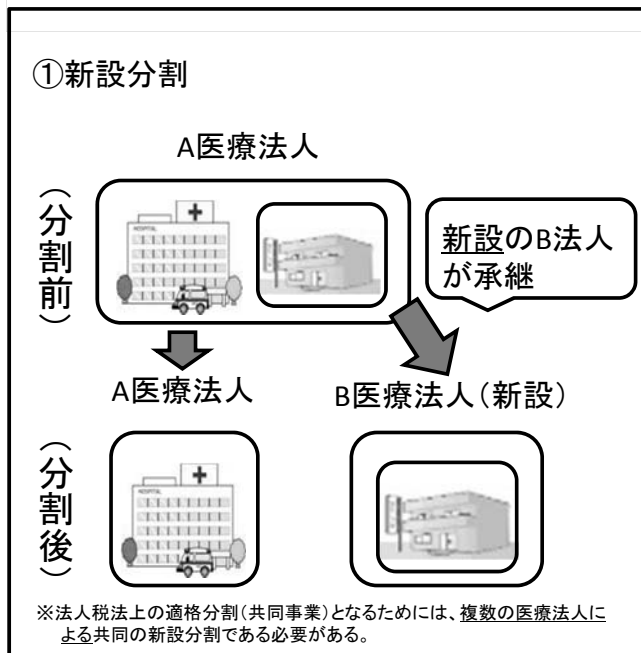 ①新設分割
A医療法人
（分割前）
新設のB法人
が承継
HOSPITAL
A医療法人
B医療法人（新設）
（分割後）
HOSPITAL
※法人税法上の適格分割（共同事業）となるためには、複数の医療法人に
よる共同の新設分割である必要がある。